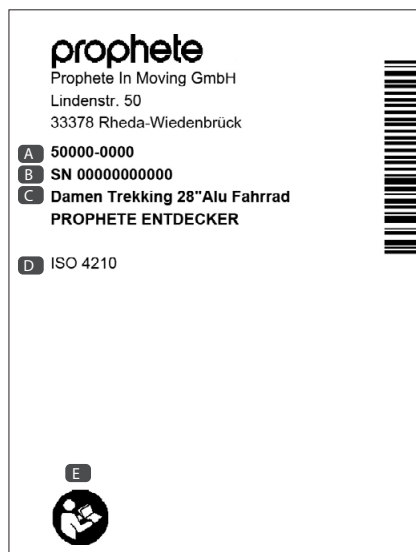 prophete
Prophete In Moving GmbH
Lindenstr. 50
33378 Rheda-Wiedenbrück
A 50000-0000
B SN 00000000000
C Damen Trekking 28"Alu Fahrrad
PROPHETE ENTDECKER
D ISO 4210
E